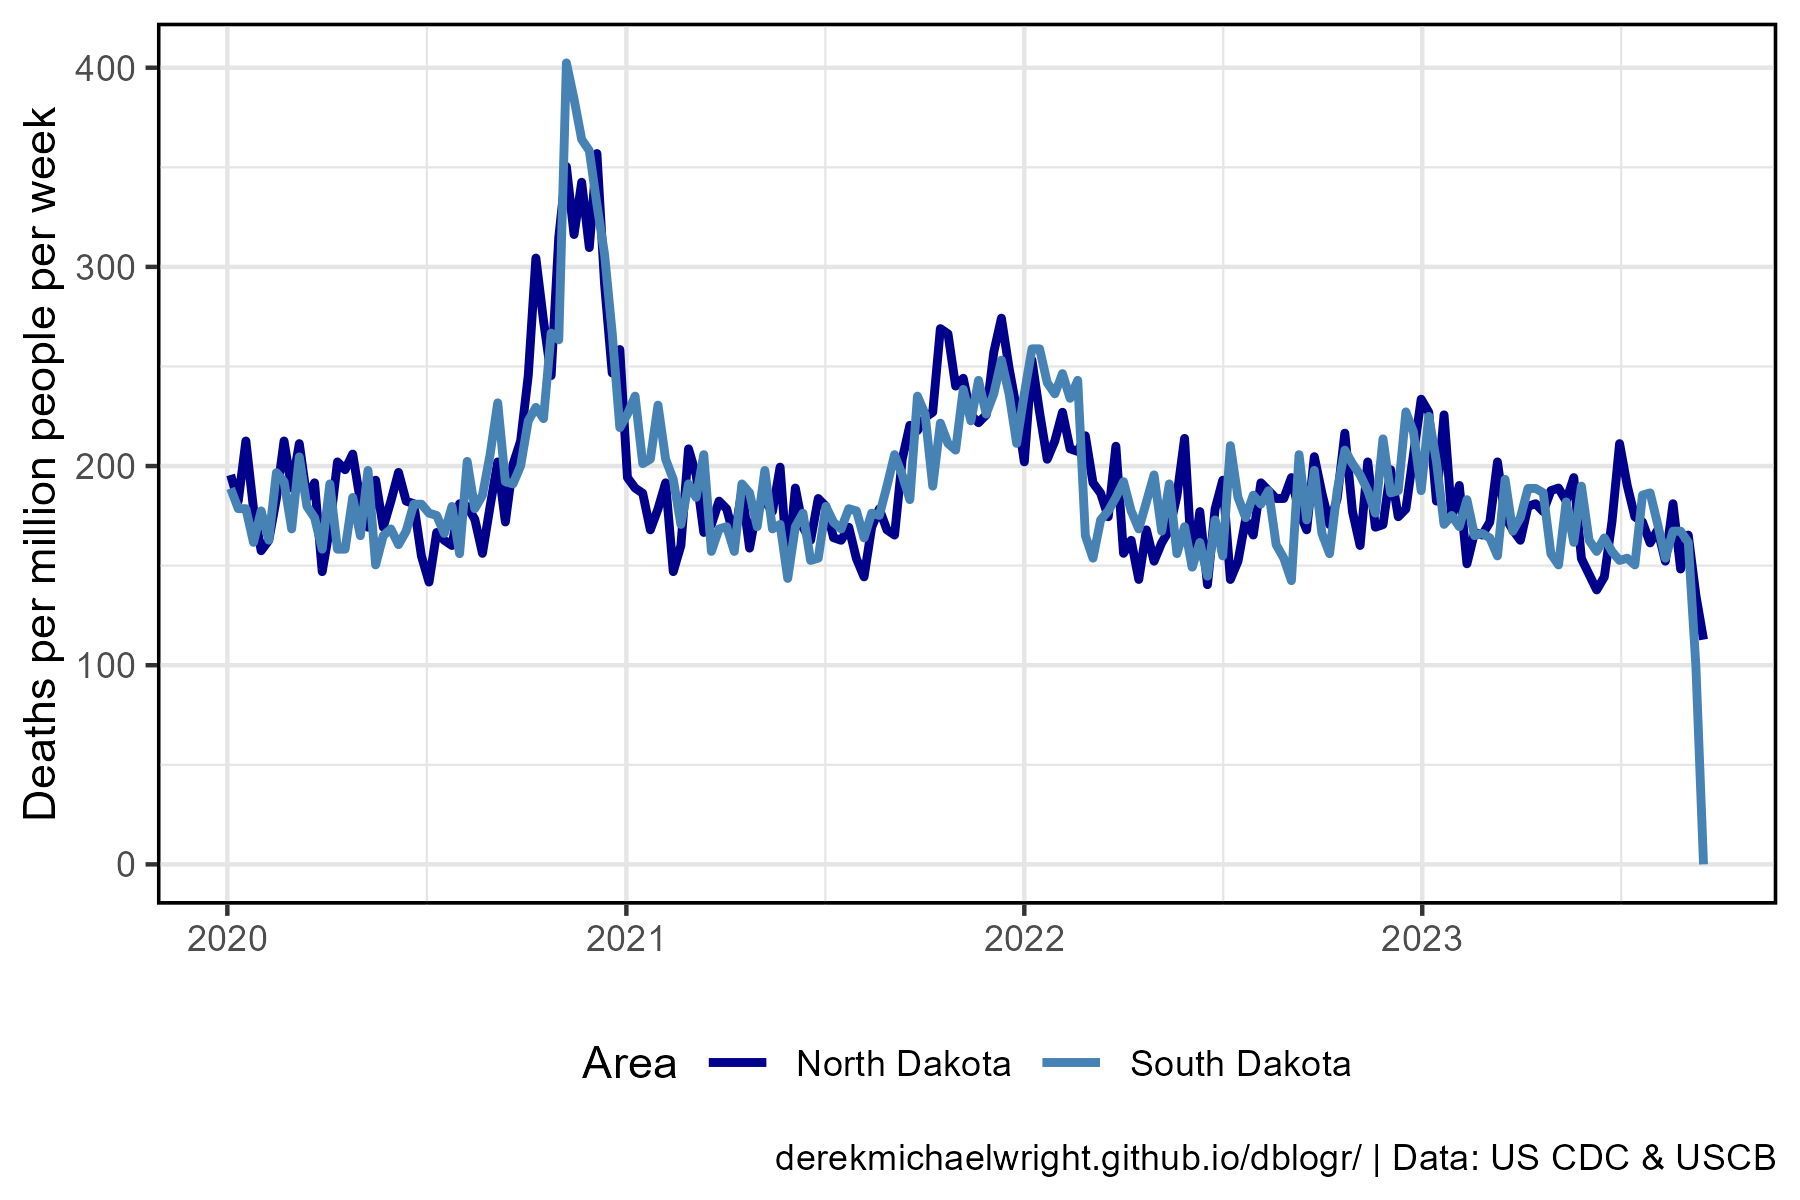 Deaths per million people per week
400
300
200
100
0
2020 2021 2022 2023
Area North Dakota South Dakota
derekmichaelwright.github.io/dblogr/ | Data: US CDC & USCB